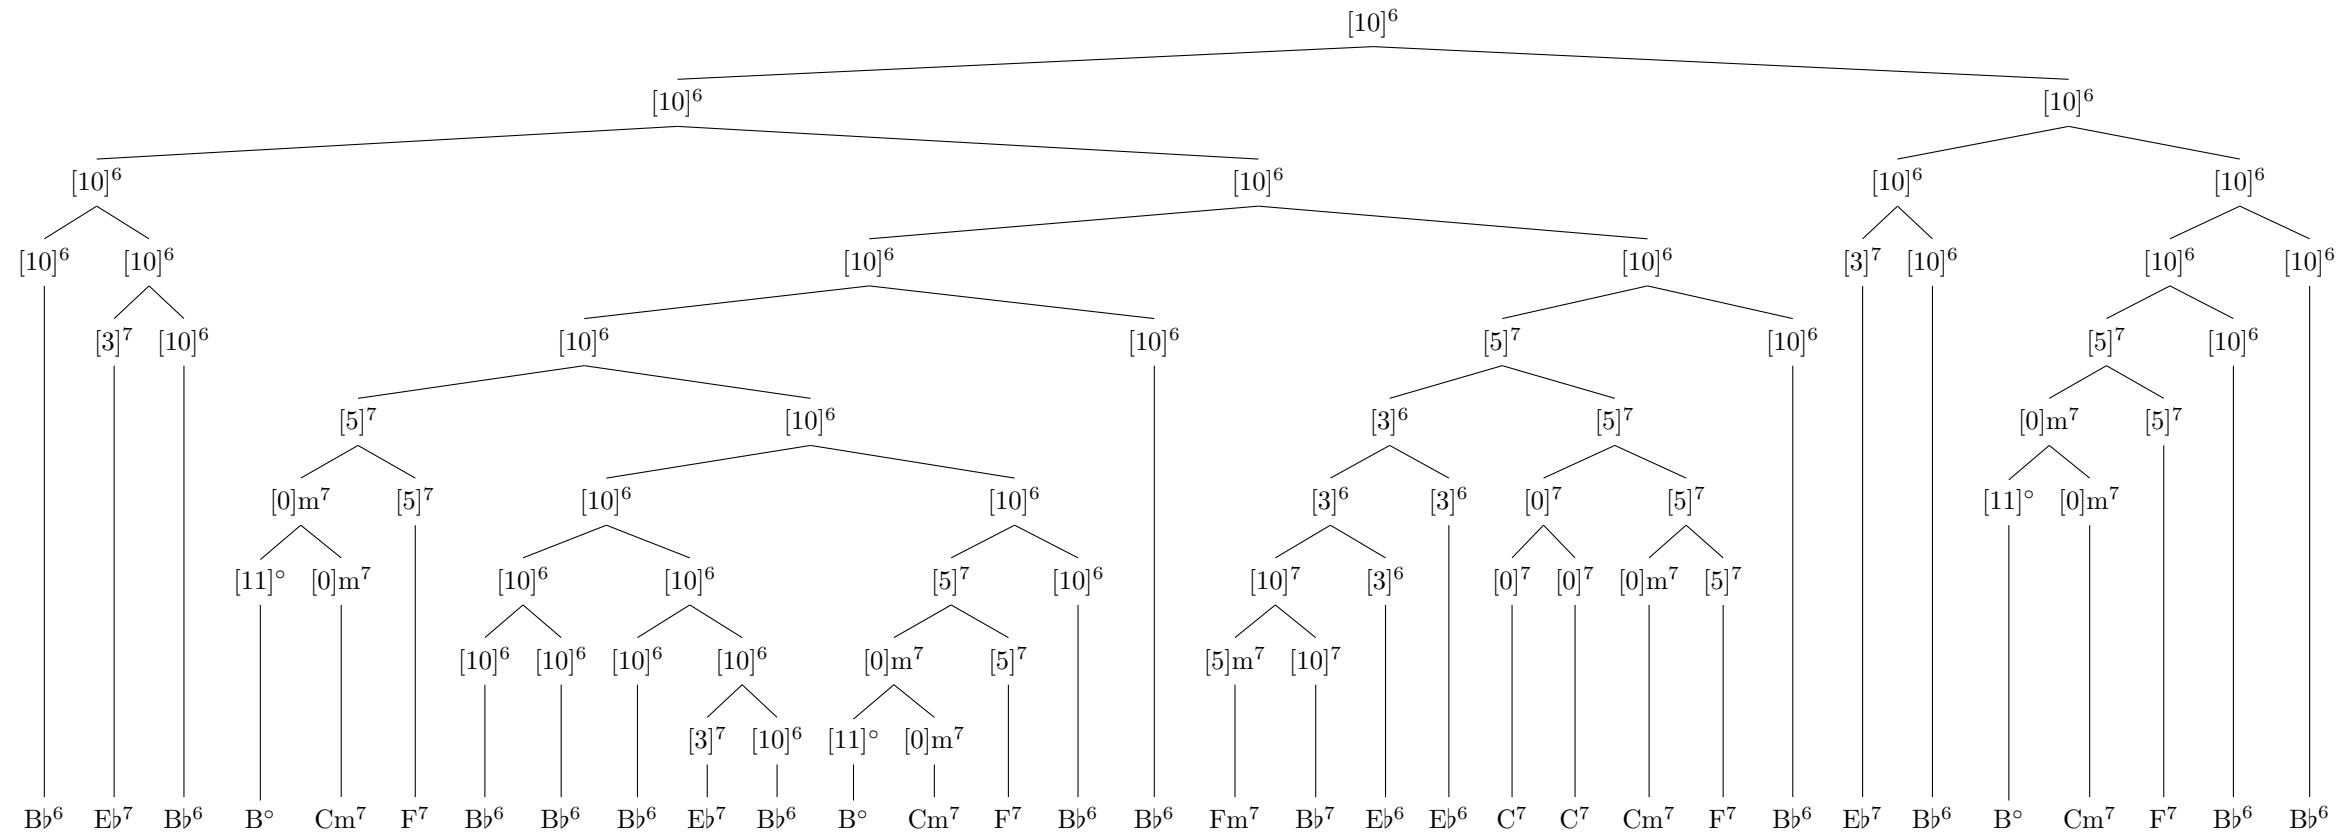 [10]⁶
[10]⁶ [10]⁶
[10]⁶ [10]⁶ [10]⁶ [10]⁶
[10]⁶ [10]⁶ [10]⁶ [10]⁶ [3]⁷ [10]⁶ [10]⁶ [10]⁶
[3]⁷ [10]⁶ [10]⁶ [10]⁶ [5]⁷ [10]⁶ [5]⁷ [10]⁶
[5]⁷ [10]⁶ [3]⁶ [5]⁷ [0]m⁷ [5]⁷
[0]m⁷ [5]⁷ [10]⁶ [10]⁶ [3]⁶ [3]⁶ [0]⁷ [5]⁷ [11]° [0]m⁷
[11]° [0]m⁷ [10]⁶ [10]⁶ [5]⁷ [10]⁶ [10]⁷ [3]⁶ [0]⁷ [0]⁷ [0]m⁷ [5]⁷
[10]⁶ [10]⁶ [10]⁶ [10]⁶ [0]m⁷ [5]⁷ [5]m⁷ [10]⁷
[3]⁷ [10]⁶ [11]° [0]m⁷
B♭⁶ E♭⁷ B♭⁶ B° Cm⁷ F⁷ B♭⁶ B♭⁶ B♭⁶ E♭⁷ B♭⁶ B° Cm⁷ F⁷ B♭⁶ B♭⁶ Fm⁷ B♭⁷ E♭⁶ E♭⁶ C⁷ C⁷ Cm⁷ F⁷ B♭⁶ E♭⁷ B♭⁶ B° Cm⁷ F⁷ B♭⁶ B♭⁶